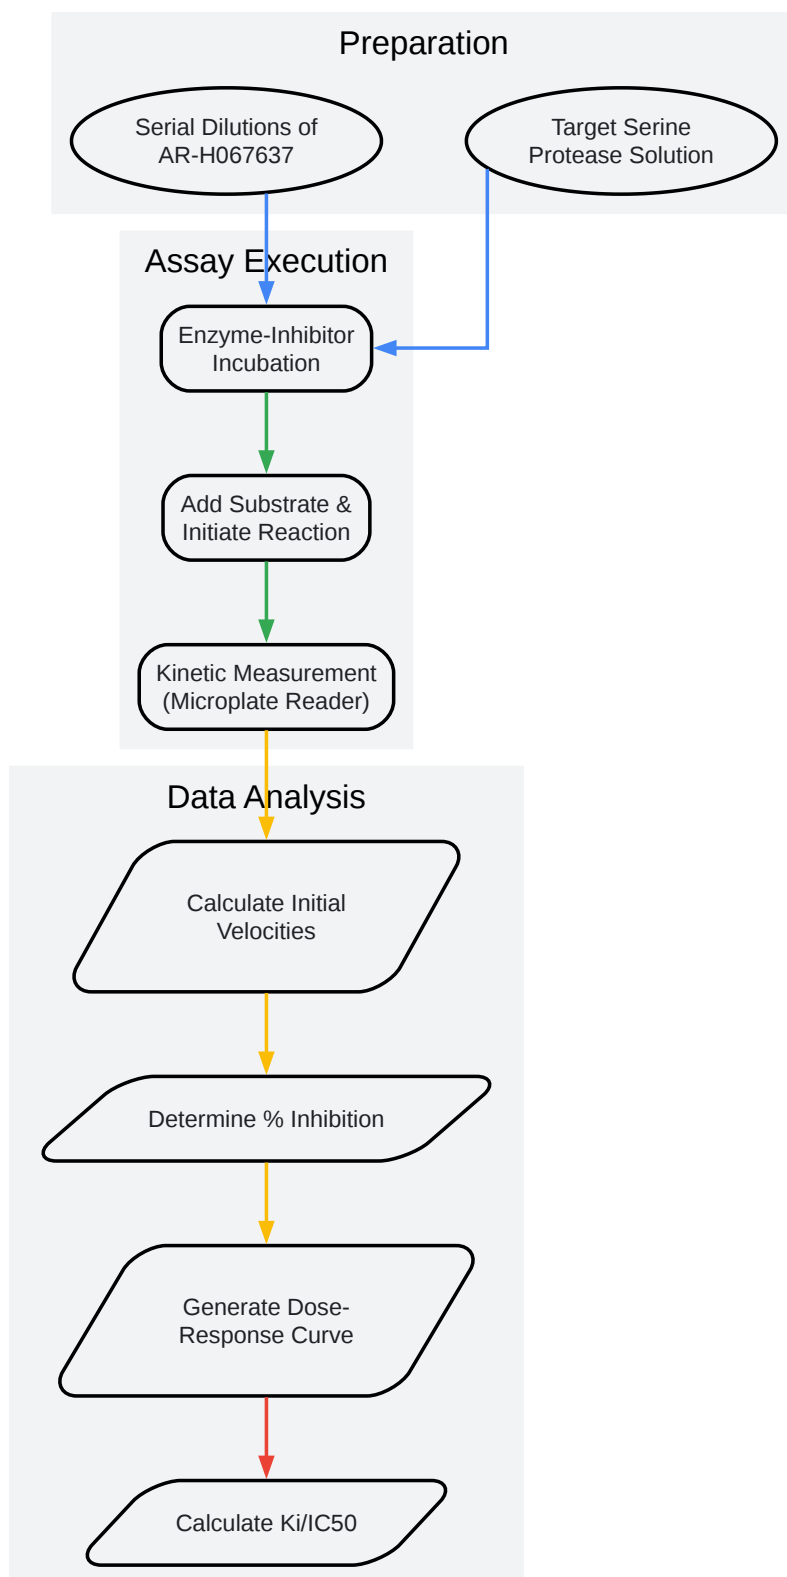 Preparation
Serial Dilutions of
AR-H067637
Target Serine
Protease Solution
Assay Execution
Enzyme-Inhibitor
Incubation
Add Substrate &
Initiate Reaction
Kinetic Measurement
(Microplate Reader)
Data Analysis
Calculate Initial
Velocities
Determine % Inhibition
Generate Dose-
Response Curve
Calculate Ki/IC50